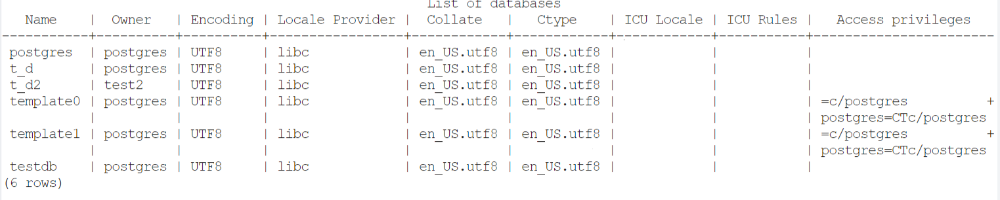 List of databases
   Name    |  Owner   | Encoding | Locale Provider |  Collate   |   Ctype    | ICU Locale | ICU Rules |   Access privileges
-----------+----------+----------+-----------------+------------+------------+------------+-----------+-----------------------
 postgres  | postgres | UTF8     | libc            | en_US.utf8 | en_US.utf8 |            |           |
 t_d       | postgres | UTF8     | libc            | en_US.utf8 | en_US.utf8 |            |           |
 t_d2      | test2    | UTF8     | libc            | en_US.utf8 | en_US.utf8 |            |           |
 template0 | postgres | UTF8     | libc            | en_US.utf8 | en_US.utf8 |            |           | =c/postgres          +
           |          |          |                 |            |            |            |           | postgres=CTc/postgres
 template1 | postgres | UTF8     | libc            | en_US.utf8 | en_US.utf8 |            |           | =c/postgres          +
           |          |          |                 |            |            |            |           | postgres=CTc/postgres
 testdb    | postgres | UTF8     | libc            | en_US.utf8 | en_US.utf8 |            |           |
(6 rows)